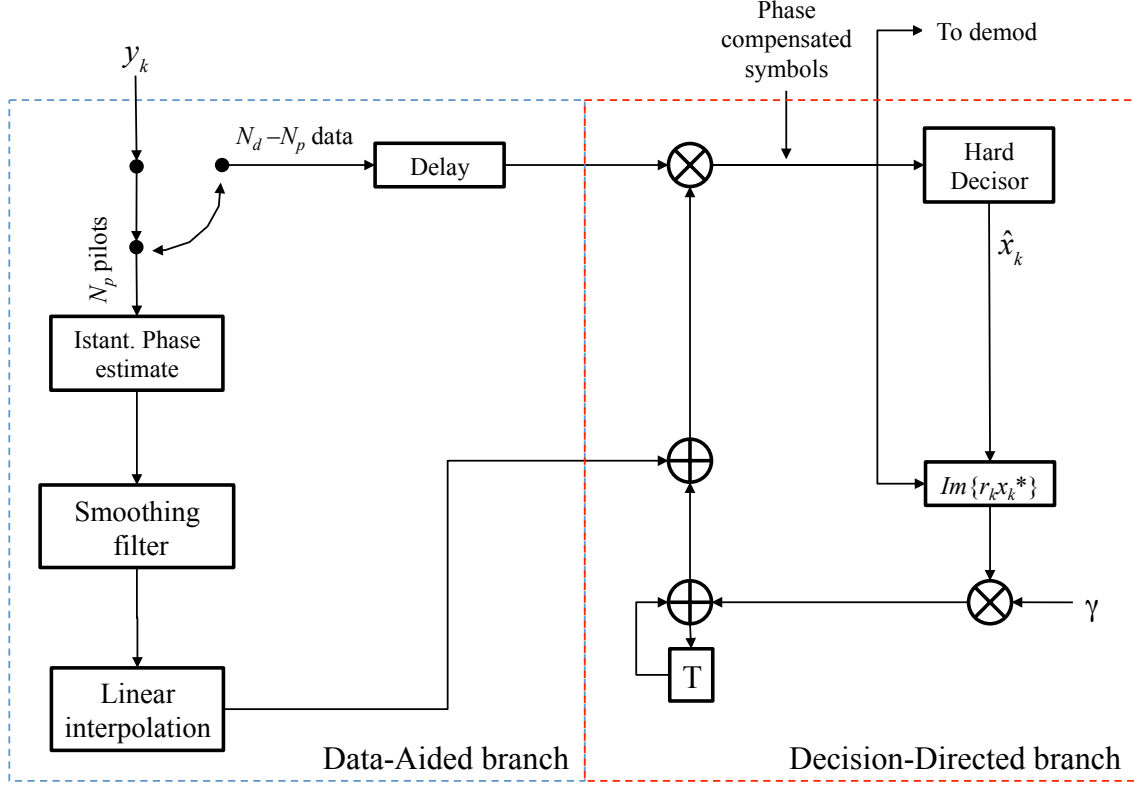 Phase
compensated
symbols
To demod
y_k
N_d –N_p data
Delay
Hard
Decisor
N_p pilots
x̂_k
Istant. Phase
estimate
Smoothing
filter
Im{r_k x_k*}
γ
T
Linear
interpolation
Data-Aided branch
Decision-Directed branch